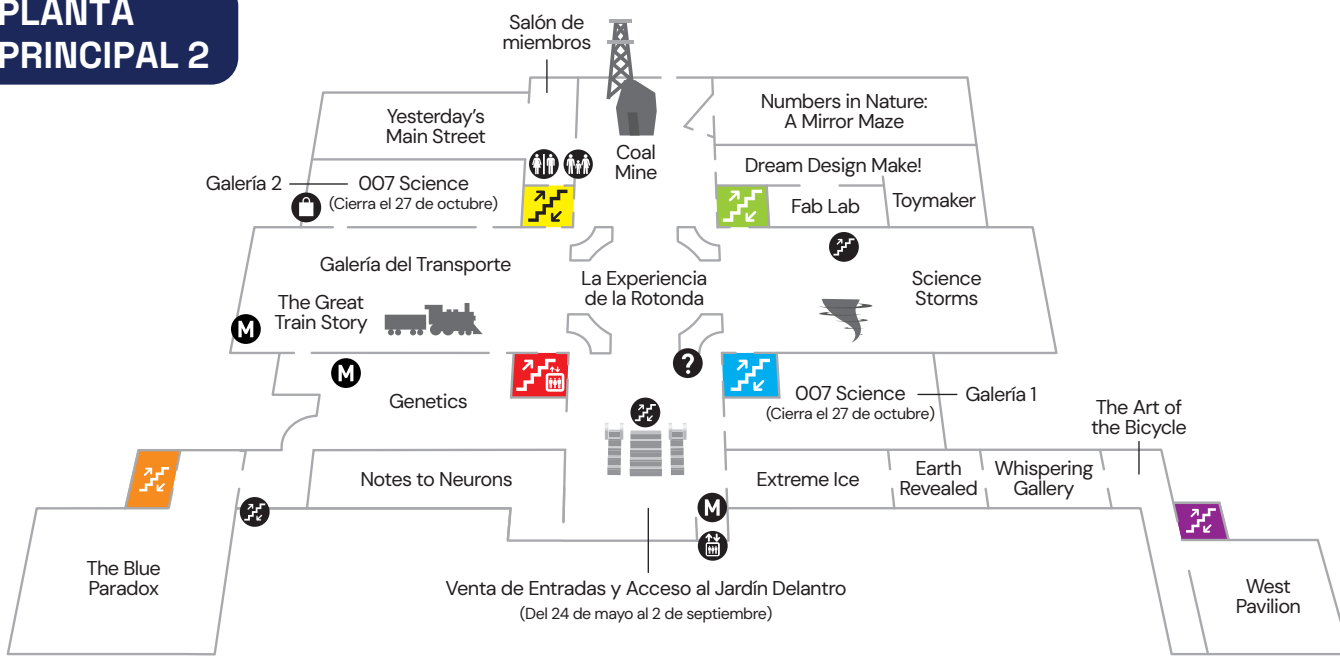 PLANTA
PRINCIPAL 2
Salón de
miembros
Yesterday's
Main Street
Coal
Mine
Numbers in Nature:
A Mirror Maze
Dream Design Make!
Galería 2
007 Science
(Cierra el 27 de octubre)
Fab Lab
Toymaker
Galería del Transporte
The Great
Train Story
M
La Experiencia
de la Rotonda
Science
Storms
M
Genetics
?
007 Science
(Cierra el 27 de octubre)
Galería 1
The Art of
the Bicycle
Notes to Neurons
Extreme Ice
Earth
Revealed
Whispering
Gallery
M
The Blue
Paradox
Venta de Entradas y Acceso al Jardín Delantro
(Del 24 de mayo al 2 de septiembre)
West
Pavilion